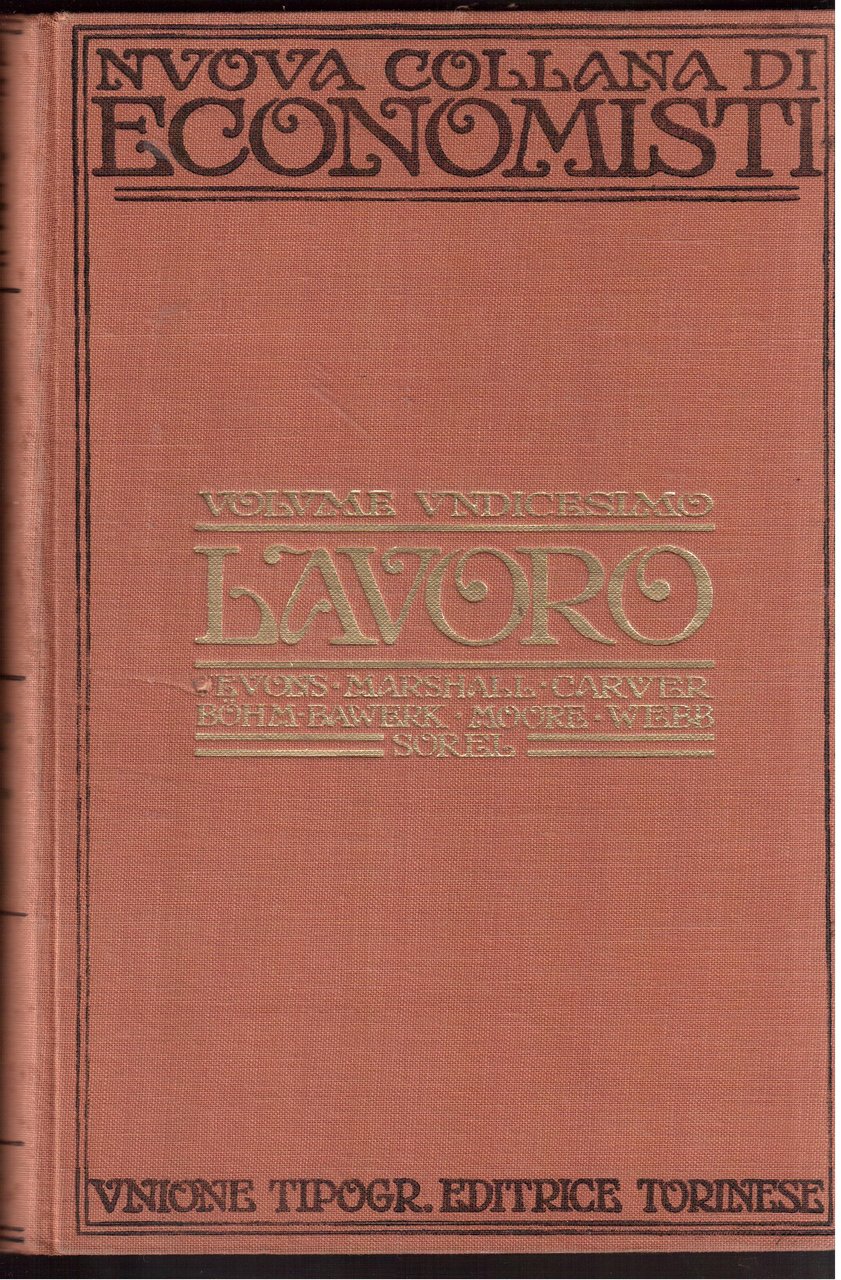 NVOVA COLLANA DI
ECONOMISTI
VOLVME VNDICESIMO
LAVORO
JEVONS · MARSHALL · CARVER
BÖHM-BAWERK · MOORE · WEBB
SOREL
VNIONE TIPOGR. EDITRICE TORINESE